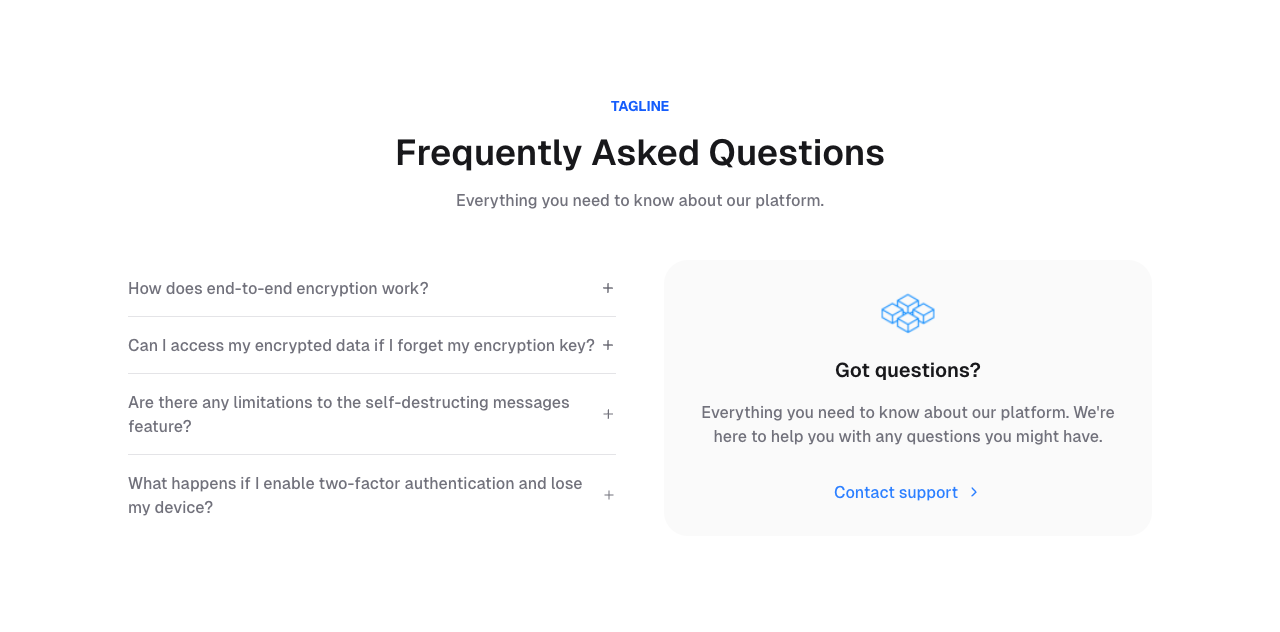 TAGLINE
Frequently Asked Questions
Everything you need to know about our platform.
How does end-to-end encryption work?
Can I access my encrypted data if I forget my encryption key?
Are there any limitations to the self-destructing messages
feature?
What happens if I enable two-factor authentication and lose
my device?
Got questions?
Everything you need to know about our platform. We're
here to help you with any questions you might have.
Contact support